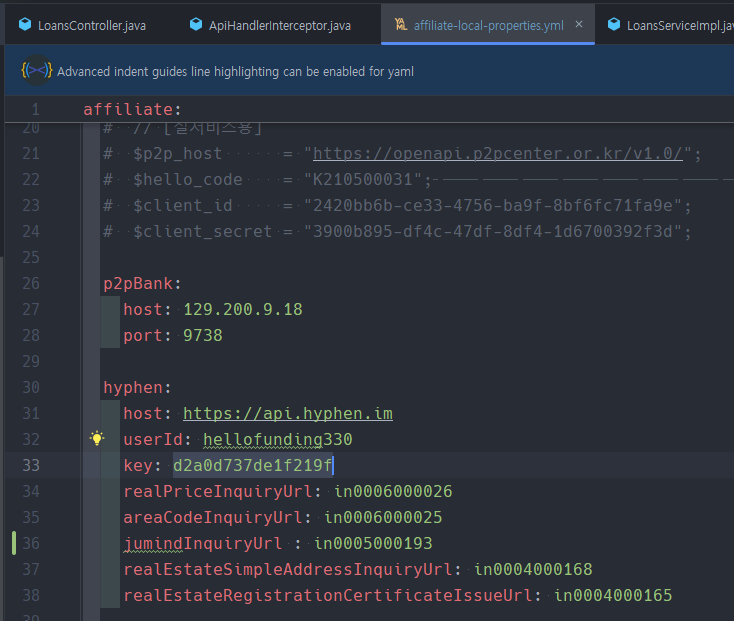 LoansController.java ApiHandlerInterceptor.java affiliate-local-properties.yml × LoansServiceImpl.jav
Advanced indent guides line highlighting can be enabled for yaml
1 affiliate:
20 # // [실서비스용]
21 # $p2p_host = "https://openapi.p2pcenter.or.kr/v1.0/";
22 # $hello_code = "K210500031";
23 # $client_id = "2420bb6b-ce33-4756-ba9f-8bf6fc71fa9e";
24 # $client_secret = "3900b895-df4c-47df-8df4-1d6700392f3d";
25
26 p2pBank:
27 host: 129.200.9.18
28 port: 9738
29
30 hyphen:
31 host: https://api.hyphen.im
32 userId: hellofunding330
33 key: d2a0d737de1f219f
34 realPriceInquiryUrl: in0006000026
35 areaCodeInquiryUrl: in0006000025
36 jumindInquiryUrl : in0005000193
37 realEstateSimpleAddressInquiryUrl: in0004000168
38 realEstateRegistrationCertificateIssueUrl: in0004000165